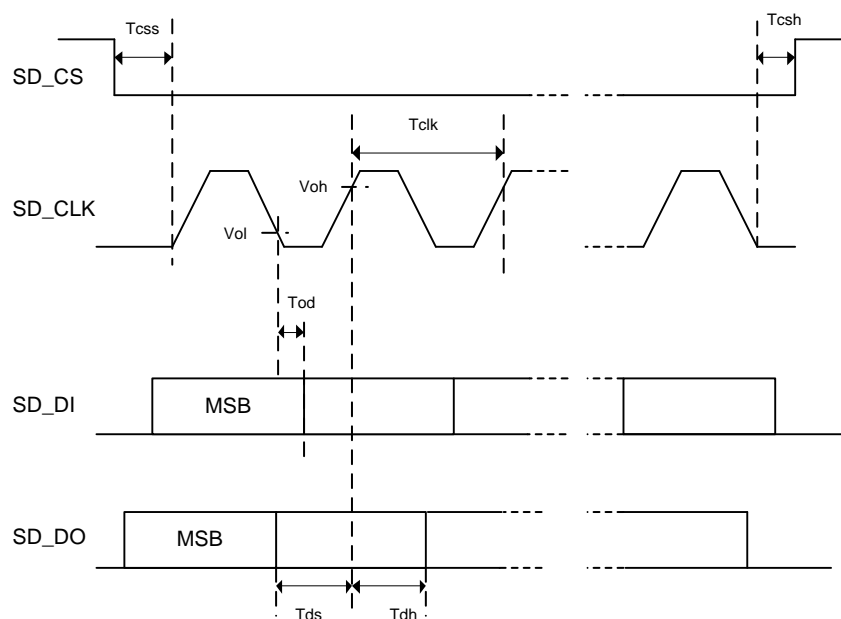 Tcss
Tcsh
SD_CS
Tclk
Voh
SD_CLK
Vol
Tod
SD_DI
MSB
SD_DO
MSB
Tds
Tdh